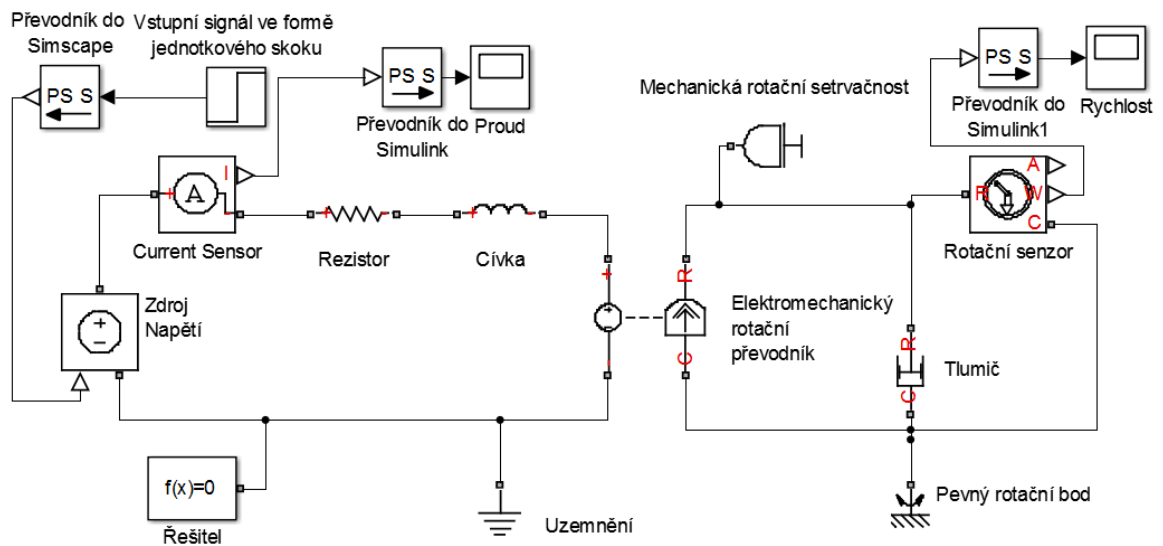 Převodník do
Simscape
Vstupní signál ve formě
jednotkového skoku
PS S
PS S
Převodník do
Simulink
Proud
Mechanická rotační setrvačnost
PS S
Převodník do
Simulink1
Rychlost
+
I
A
-
Current Sensor
+
-
Rezistor
+
-
Cívka
A
R
W
C
Rotační senzor
Zdroj
Napětí
+
-
+
+
-
-
R
C
Elektromechanický
rotační
převodník
R
C
Tlumič
f(x)=0
Řešitel
Uzemnění
Pevný rotační bod